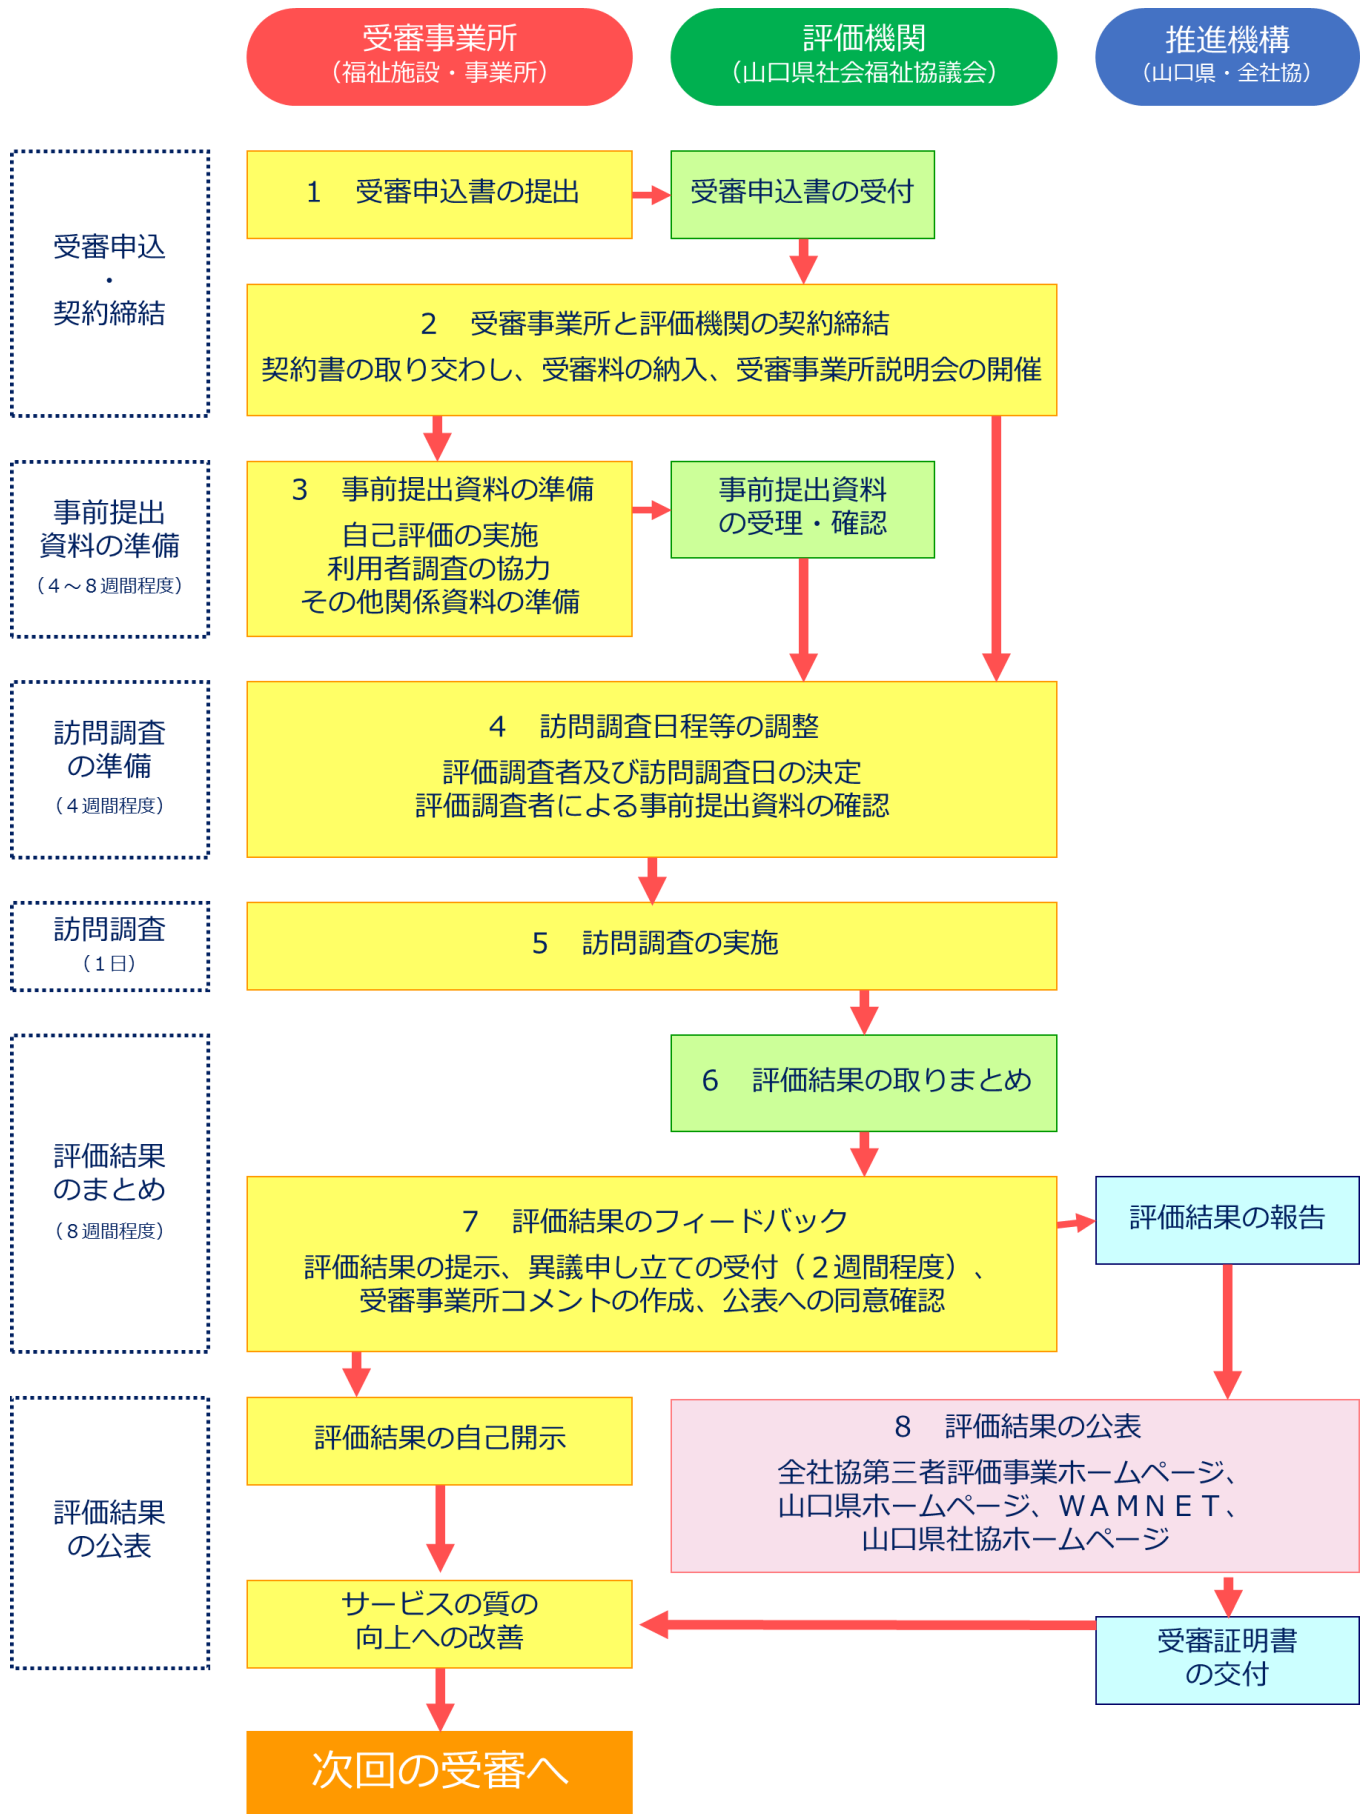 受審事業所
（福祉施設・事業所）
評価機関
（山口県社会福祉協議会）
推進機構
（山口県・全社協）
受審申込
・
契約締結
1　受審申込書の提出
受審申込書の受付
2　受審事業所と評価機関の契約締結
契約書の取り交わし、受審料の納入、受審事業所説明会の開催
事前提出
資料の準備
（４～８週間程度）
3　事前提出資料の準備
自己評価の実施
利用者調査の協力
その他関係資料の準備
事前提出資料
の受理・確認
訪問調査
の準備
（４週間程度）
4　訪問調査日程等の調整
評価調査者及び訪問調査日の決定
評価調査者による事前提出資料の確認
訪問調査
（１日）
5　訪問調査の実施
評価結果
のまとめ
（８週間程度）
6　評価結果の取りまとめ
7　評価結果のフィードバック
評価結果の提示、異議申し立ての受付（２週間程度）、
受審事業所コメントの作成、公表への同意確認
評価結果の報告
評価結果
の公表
評価結果の自己開示
8　評価結果の公表
全社協第三者評価事業ホームページ、
山口県ホームページ、ＷＡＭＮＥＴ、
山口県社協ホームページ
サービスの質の
向上への改善
受審証明書
の交付
次回の受審へ